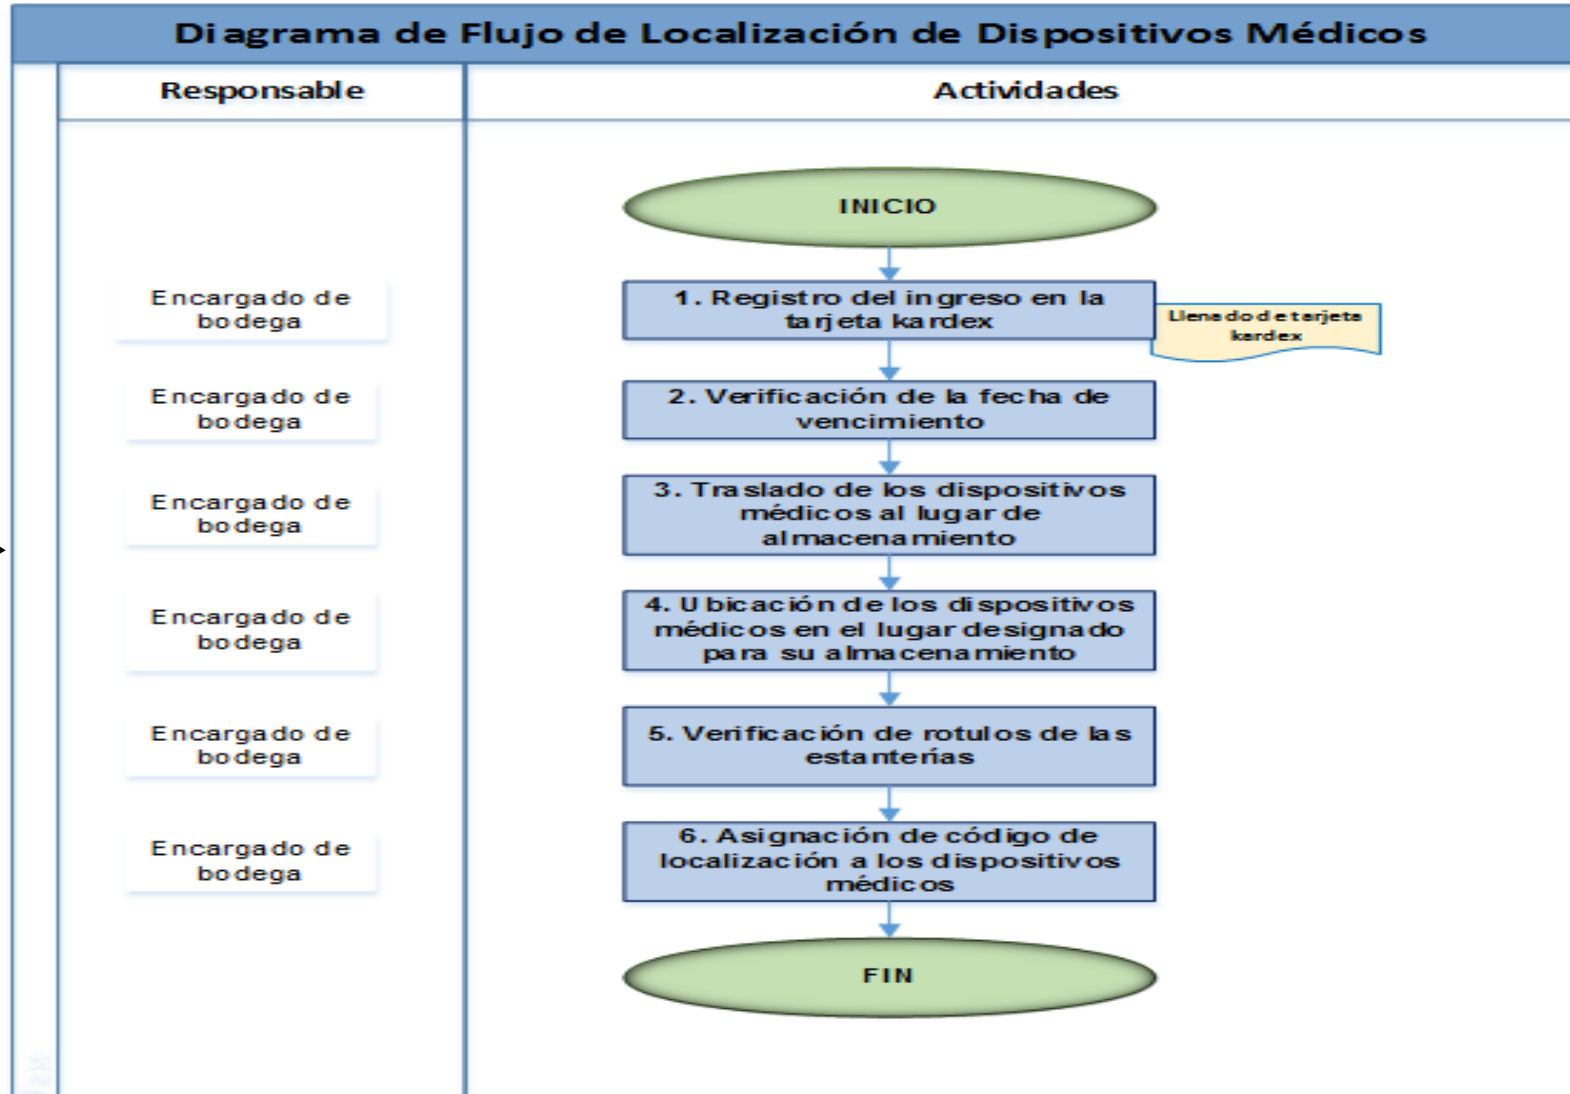 Diagrama de Flujo de Localización de Dispositivos Médicos
Responsable
Actividades
INICIO
Encargado de
bodega
1. Registro del ingreso en la
tarjeta kardex
Llenado de tarjeta
kardex
Encargado de
bodega
2. Verificación de la fecha de
vencimiento
Encargado de
bodega
3. Traslado de los dispositivos
médicos al lugar de
almacenamiento
Encargado de
bodega
4. Ubicación de los dispositivos
médicos en el lugar designado
para su almacenamiento
Encargado de
bodega
5. Verificación de rotulos de las
estanterías
Encargado de
bodega
6. Asignación de código de
localización a los dispositivos
médicos
FIN